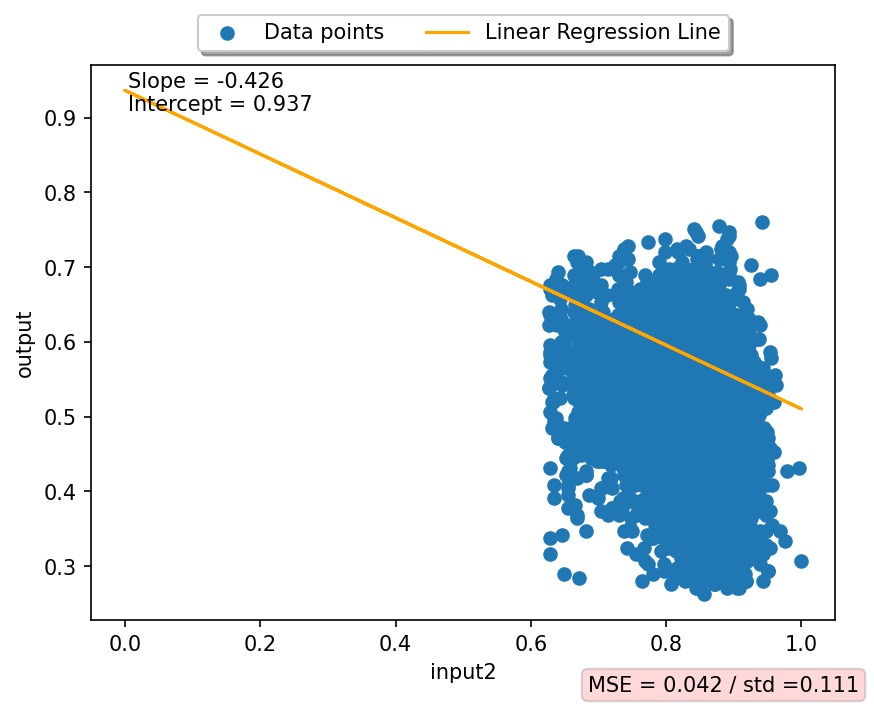 Data points Linear Regression Line
Slope = -0.426
Intercept = 0.937
0.9
0.8
0.7
0.6
0.5
0.4
0.3
output
0.0 0.2 0.4 0.6 0.8 1.0
input2
MSE = 0.042 / std =0.111